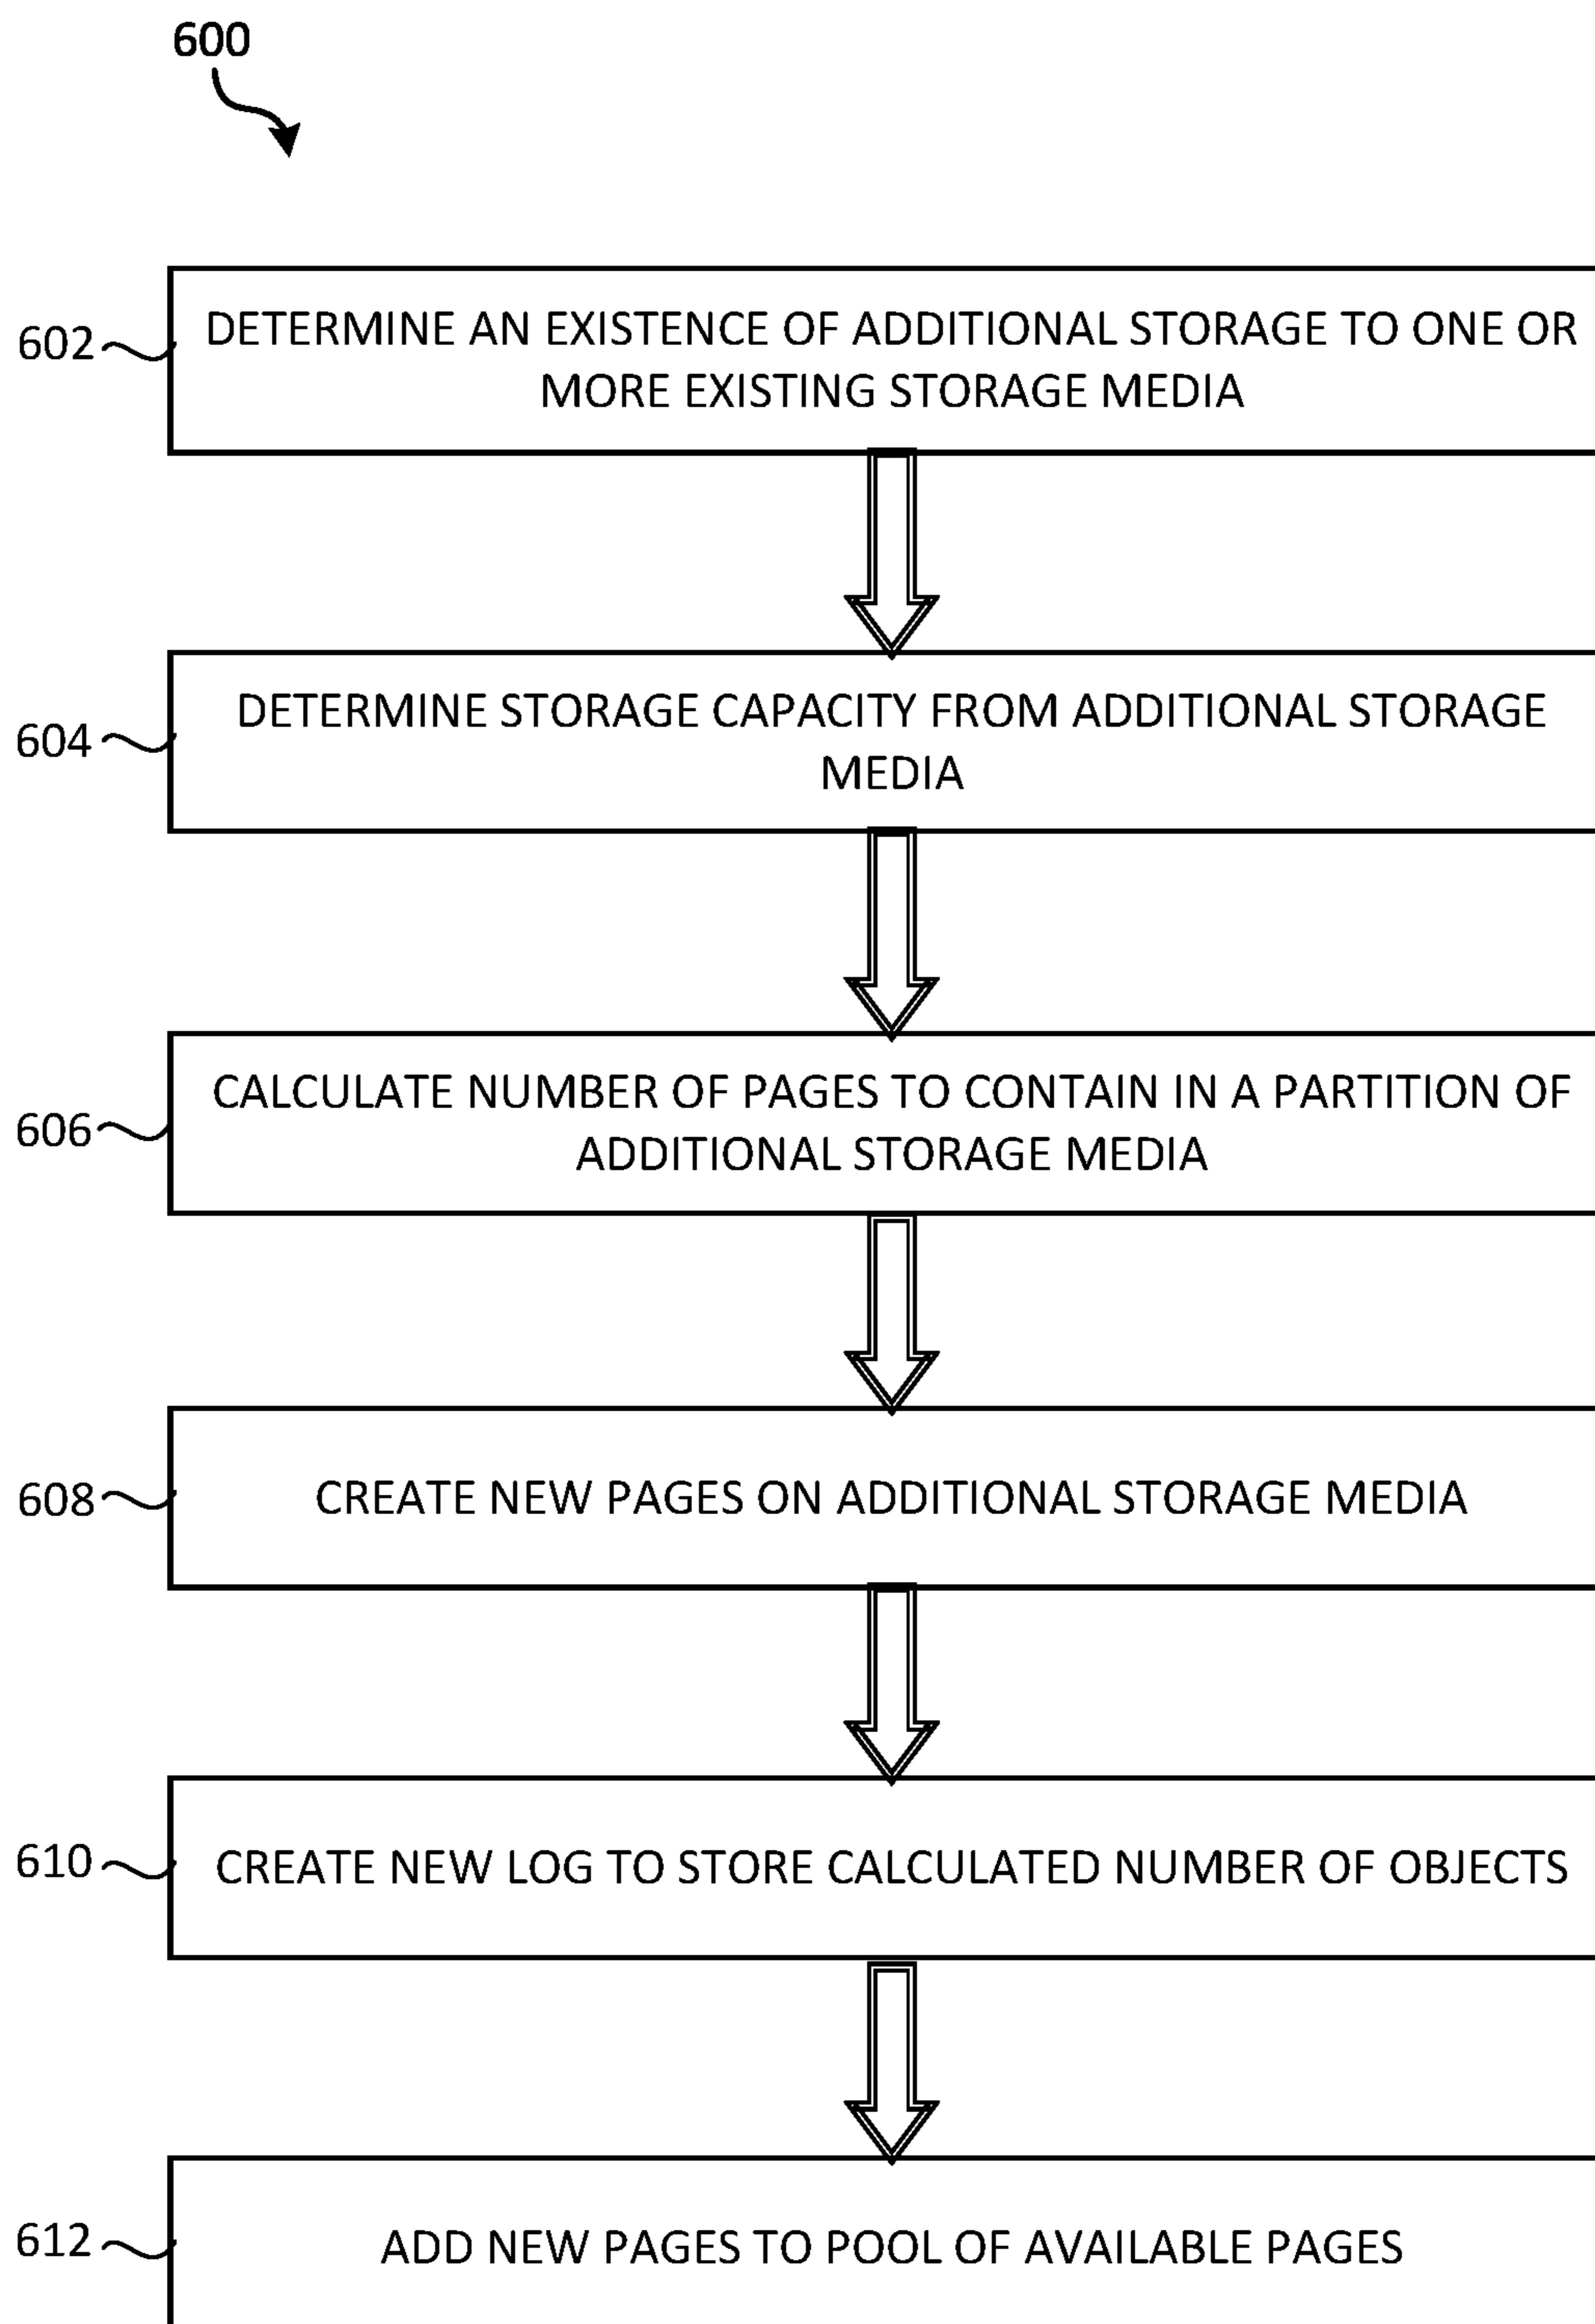 600
602
DETERMINE AN EXISTENCE OF ADDITIONAL STORAGE TO ONE OR
MORE EXISTING STORAGE MEDIA
604
DETERMINE STORAGE CAPACITY FROM ADDITIONAL STORAGE
MEDIA
606
CALCULATE NUMBER OF PAGES TO CONTAIN IN A PARTITION OF
ADDITIONAL STORAGE MEDIA
608
CREATE NEW PAGES ON ADDITIONAL STORAGE MEDIA
610
CREATE NEW LOG TO STORE CALCULATED NUMBER OF OBJECTS
612
ADD NEW PAGES TO POOL OF AVAILABLE PAGES